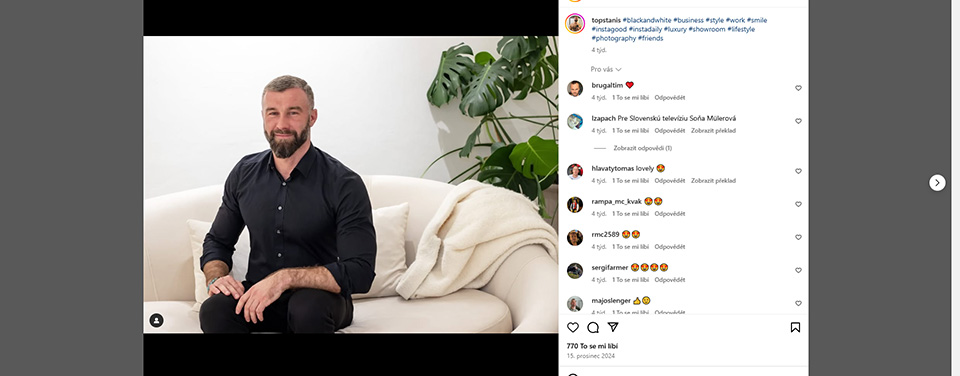 topstanis #blackandwhite #business #style #work #smile
#instagood #instadaily #luxury #showroom #lifestyle
#photography #friends
4 týd.
Pro vás
brugaltim ❤️
4 týd. 1 To se mi líbí Odpovědět
lzapach Pre Slovenskú televíziu Soňa Müllerová
4 týd. 1 To se mi líbí Odpovědět Zobrazit překlad
Zobrazit odpovědi (1)
hlavatytomas lovely 🥰
4 týd. 1 To se mi líbí Odpovědět Zobrazit překlad
rampa_mc_kvak 😍😍
4 týd. 1 To se mi líbí Odpovědět
rmc2589 😍😍
4 týd. 1 To se mi líbí Odpovědět
sergifarmer 😍😍😍😍
4 týd. 1 To se mi líbí Odpovědět
majoslenger 👍😉
4 týd. 1 To se mi líbí Odpovědět
770 To se mi líbí
15. prosinec 2024